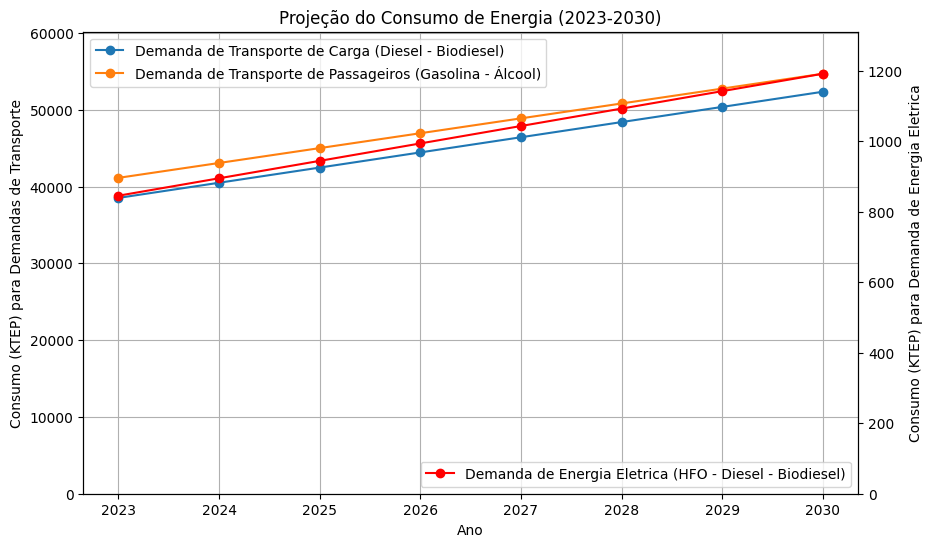 Projeção do Consumo de Energia (2023-2030)
Demanda de Transporte de Carga (Diesel - Biodiesel)
Demanda de Transporte de Passageiros (Gasolina - Álcool)
Consumo (KTEP) para Demandas de Transporte
60000
50000
40000
30000
20000
10000
0
1200
1000
800
600
400
200
0
Consumo (KTEP) para Demanda de Energia Eletrica
Demanda de Energia Eletrica (HFO - Diesel - Biodiesel)
2023 2024 2025 2026 2027 2028 2029 2030
Ano